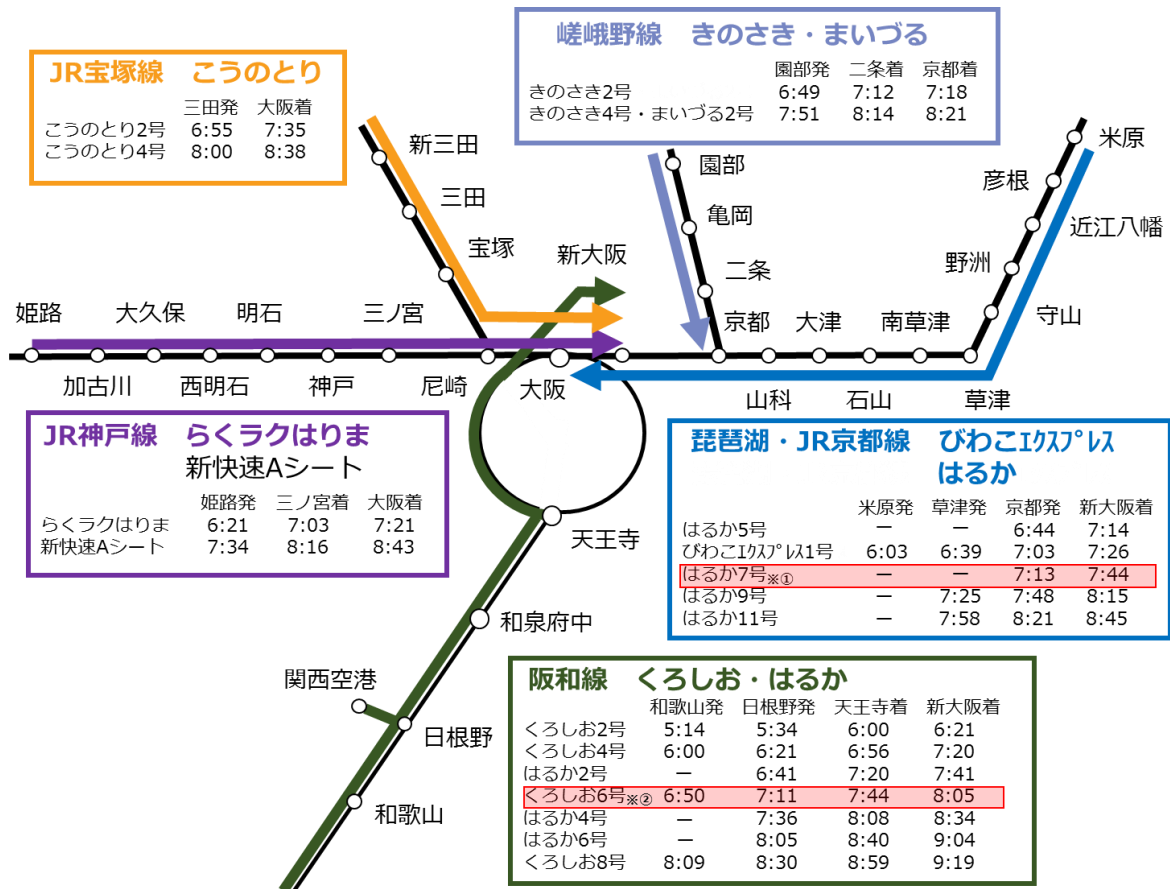 嵯峨野線　きのさき・まいづる
園部発　二条着　京都着
きのさき2号　6:49　7:12　7:18
きのさき4号・まいづる2号　7:51　8:14　8:21
JR宝塚線　こうのとり
三田発　大阪着
こうのとり2号　6:55　7:35
こうのとり4号　8:00　8:38
新三田
三田
宝塚
新大阪
園部
亀岡
二条
米原
彦根
近江八幡
野洲
守山
姫路
大久保
明石
三ノ宮
京都
大津
南草津
加古川
西明石
神戸
尼崎
大阪
山科
石山
草津
JR神戸線　らくラクはりま
新快速Aシート
姫路発　三ノ宮着　大阪着
らくラクはりま　6:21　7:03　7:21
新快速Aシート　7:34　8:16　8:43
琵琶湖・JR京都線　びわこｴｸｽﾌﾟﾚｽ
はるか
米原発　草津発　京都発　新大阪着
はるか5号　－　－　6:44　7:14
びわこｴｸｽﾌﾟﾚｽ1号　6:03　6:39　7:03　7:26
はるか7号※①　－　－　7:13　7:44
はるか9号　－　7:25　7:48　8:15
はるか11号　－　7:58　8:21　8:45
天王寺
和泉府中
関西空港
日根野
和歌山
阪和線　くろしお・はるか
和歌山発　日根野発　天王寺着　新大阪着
くろしお2号　5:14　5:34　6:00　6:21
くろしお4号　6:00　6:21　6:56　7:20
はるか2号　－　6:41　7:20　7:41
くろしお6号※②　6:50　7:11　7:44　8:05
はるか4号　－　7:36　8:08　8:34
はるか6号　－　8:05　8:40　9:04
くろしお8号　8:09　8:30　8:59　9:19